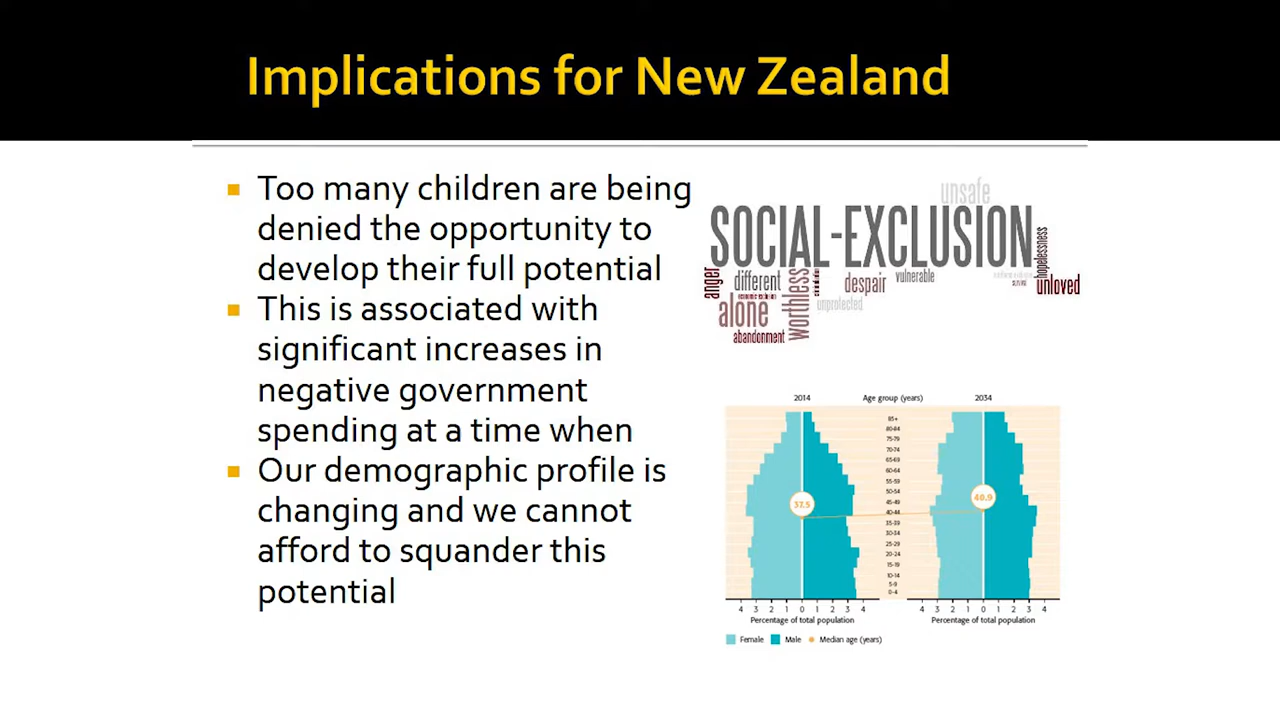 Implications for New Zealand
Too many children are being
denied the opportunity to
develop their full potential
This is associated with
significant increases in
negative government
spending at a time when
Our demographic profile is
changing and we cannot
afford to squander this
potential
unsafe
SOCIAL-EXCLUSION
hopelessness
anger
different
worthless
despair
vulnerable
unloved
alone
unprotected
abandonment
2014 Age group (years) 2034
85+
80-84
75-79
70-74
65-69
60-64
55-59
50-54
45-49
40-44
35-39
30-34
25-29
20-24
15-19
10-14
5-9
0-4
37.5
40.9
4 3 2 1 0 1 2 3 4 4 3 2 1 0 1 2 3 4
Percentage of total population Percentage of total population
Female Male Median age (years)